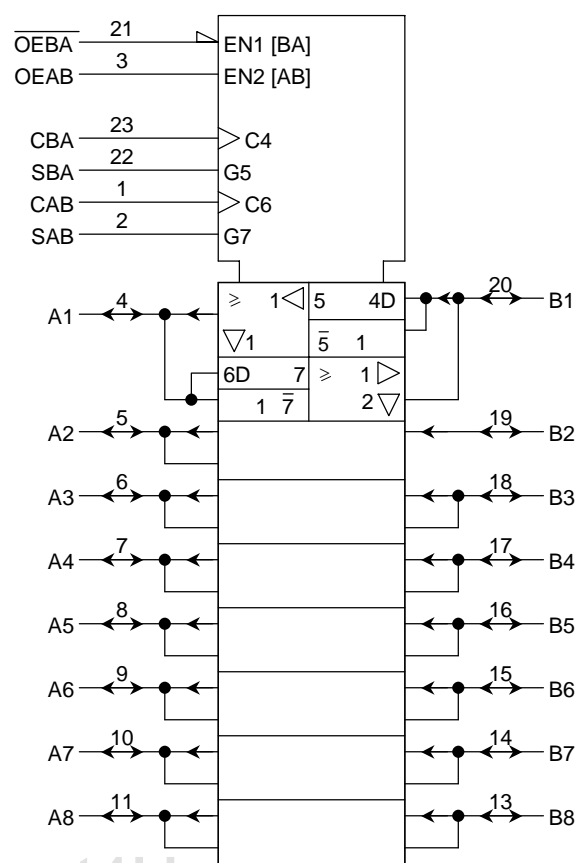 OEBA 21 EN1 [BA]
OEAB 3 EN2 [AB]
CBA 23 C4
SBA 22 G5
CAB 1 C6
SAB 2 G7
A1 4 ≥ 1 5 4D 20 B1
1 5 1
6D 7 ≥ 1
1 7 2
A2 5 19 B2
A3 6 18 B3
A4 7 17 B4
A5 8 16 B5
A6 9 15 B6
A7 10 14 B7
A8 11 13 B8